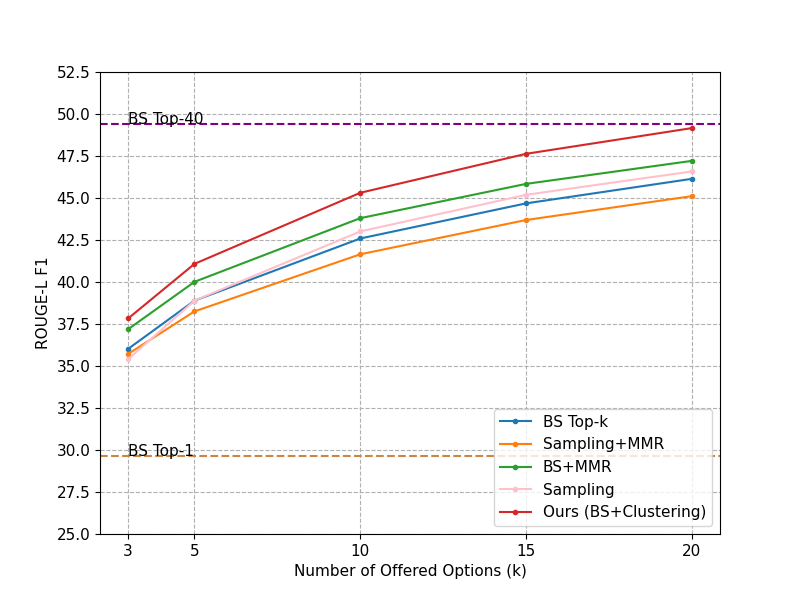 52.5
50.0
47.5
45.0
42.5
40.0
37.5
35.0
32.5
30.0
27.5
25.0
ROUGE-L F1
BS Top-40
BS Top-1
BS Top-k
Sampling+MMR
BS+MMR
Sampling
Ours (BS+Clustering)
3 5 10 15 20
Number of Offered Options (k)